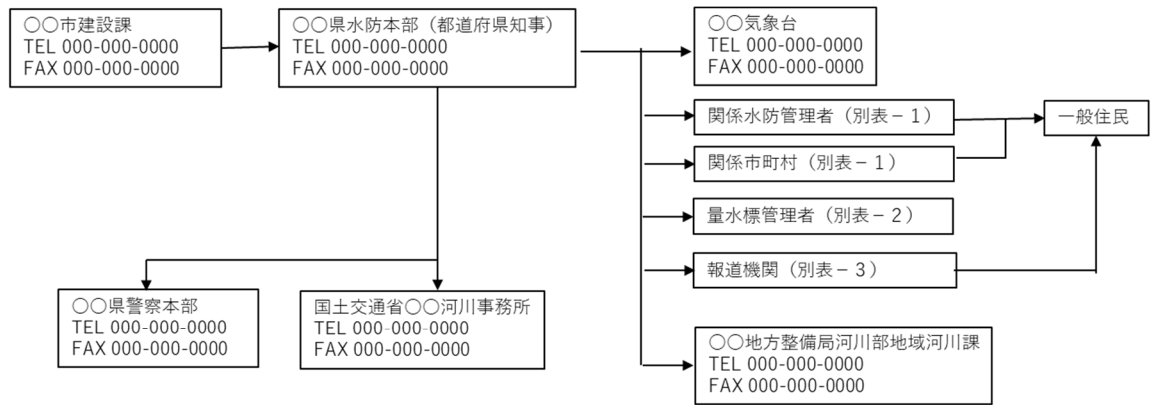 ○○市建設課
TEL 000-000-0000
FAX 000-000-0000
○○県水防本部（都道府県知事）
TEL 000-000-0000
FAX 000-000-0000
○○気象台
TEL 000-000-0000
FAX 000-000-0000
関係水防管理者（別表－1）
一般住民
関係市町村（別表－1）
量水標管理者（別表－2）
報道機関（別表－3）
○○県警察本部
TEL 000-000-0000
FAX 000-000-0000
国土交通省○○河川事務所
TEL 000-000-0000
FAX 000-000-0000
○○地方整備局河川部地域河川課
TEL 000-000-0000
FAX 000-000-0000